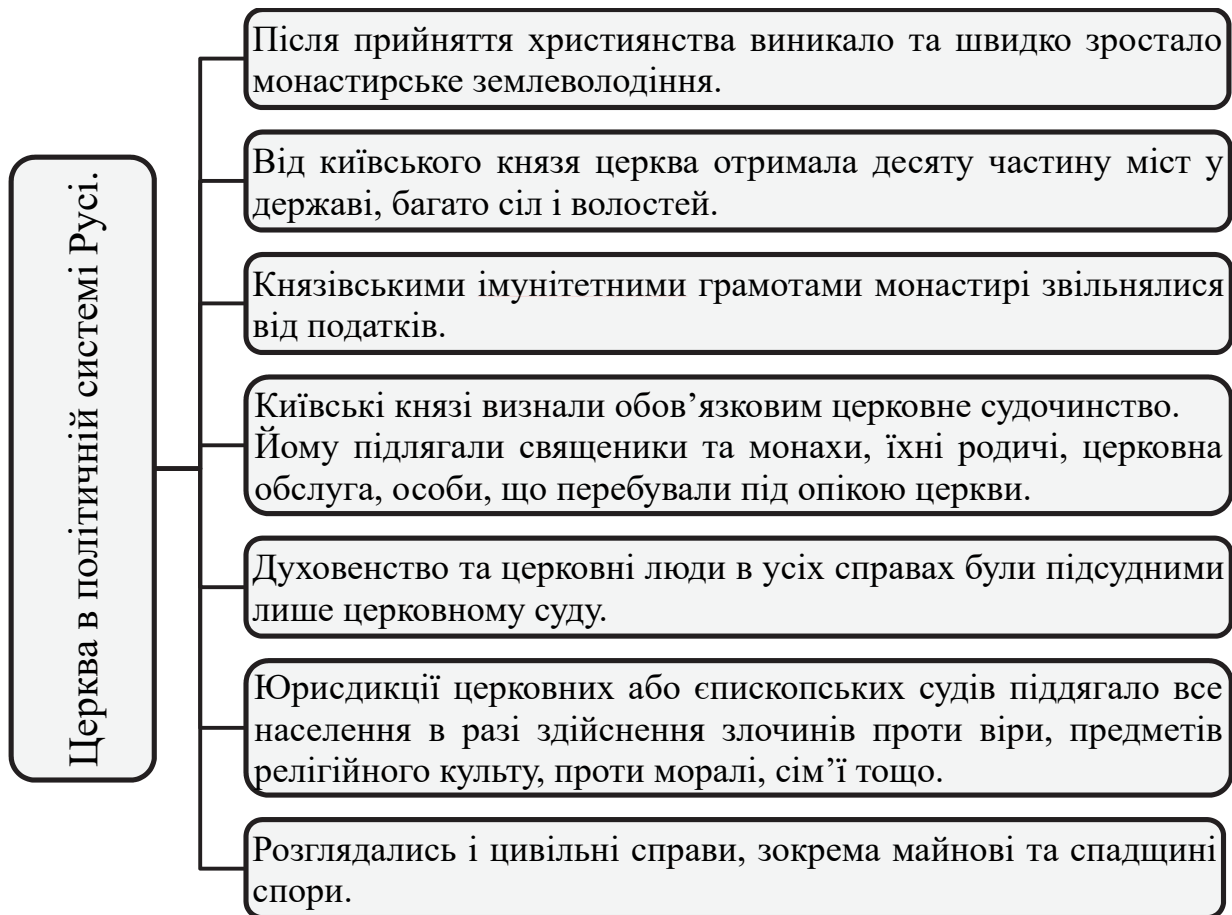 Церква в політичній системі Русі.
Після прийняття християнства виникало та швидко зростало
монастирське землеволодіння.
Від київського князя церква отримала десяту частину міст у
державі, багато сіл і волостей.
Князівськими імунітетними грамотами монастирі звільнялися
від податків.
Київські князі визнали обов’язковим церковне судочинство.
Йому підлягали священики та монахи, їхні родичі, церковна
обслуга, особи, що перебували під опікою церкви.
Духовенство та церковні люди в усіх справах були підсудними
лише церковному суду.
Юрисдикції церковних або єпископських судів піддягало все
населення в разі здійснення злочинів проти віри, предметів
релігійного культу, проти моралі, сім’ї тощо.
Розглядались і цивільні справи, зокрема майнові та спадщині
спори.